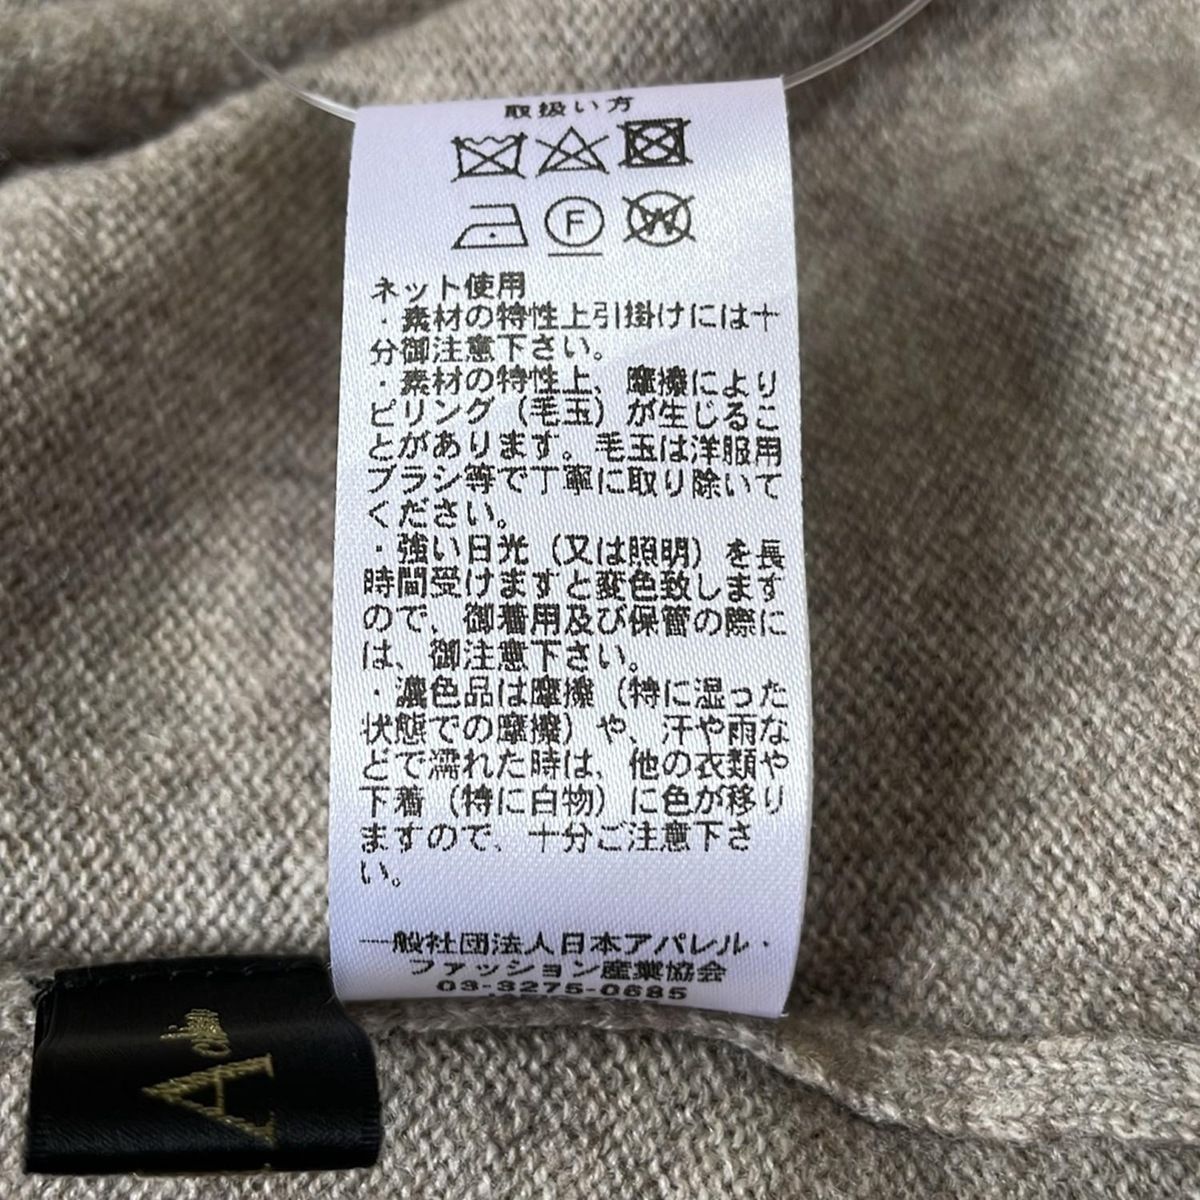 取扱い方
F
W
ネット使用
・素材の特性上引掛けには十
分御注意下さい。
・素材の特性上、摩擦により
ピリング（毛玉）が生じるこ
とがあります。毛玉は洋服用
ブラシ等で丁寧に取り除いて
ください。
・強い日光（又は照明）を長
時間受けますと変色致します
ので、御着用及び保管の際に
は、御注意下さい。
・濃色品は摩擦（特に湿った
状態での摩擦）や、汗や雨な
どで濡れた時は、他の衣類や
下着（特に白物）に色が移り
ますので、十分ご注意下さ
い。
一般社団法人日本アパレル・
ファッション産業協会
03-3275-0685
A